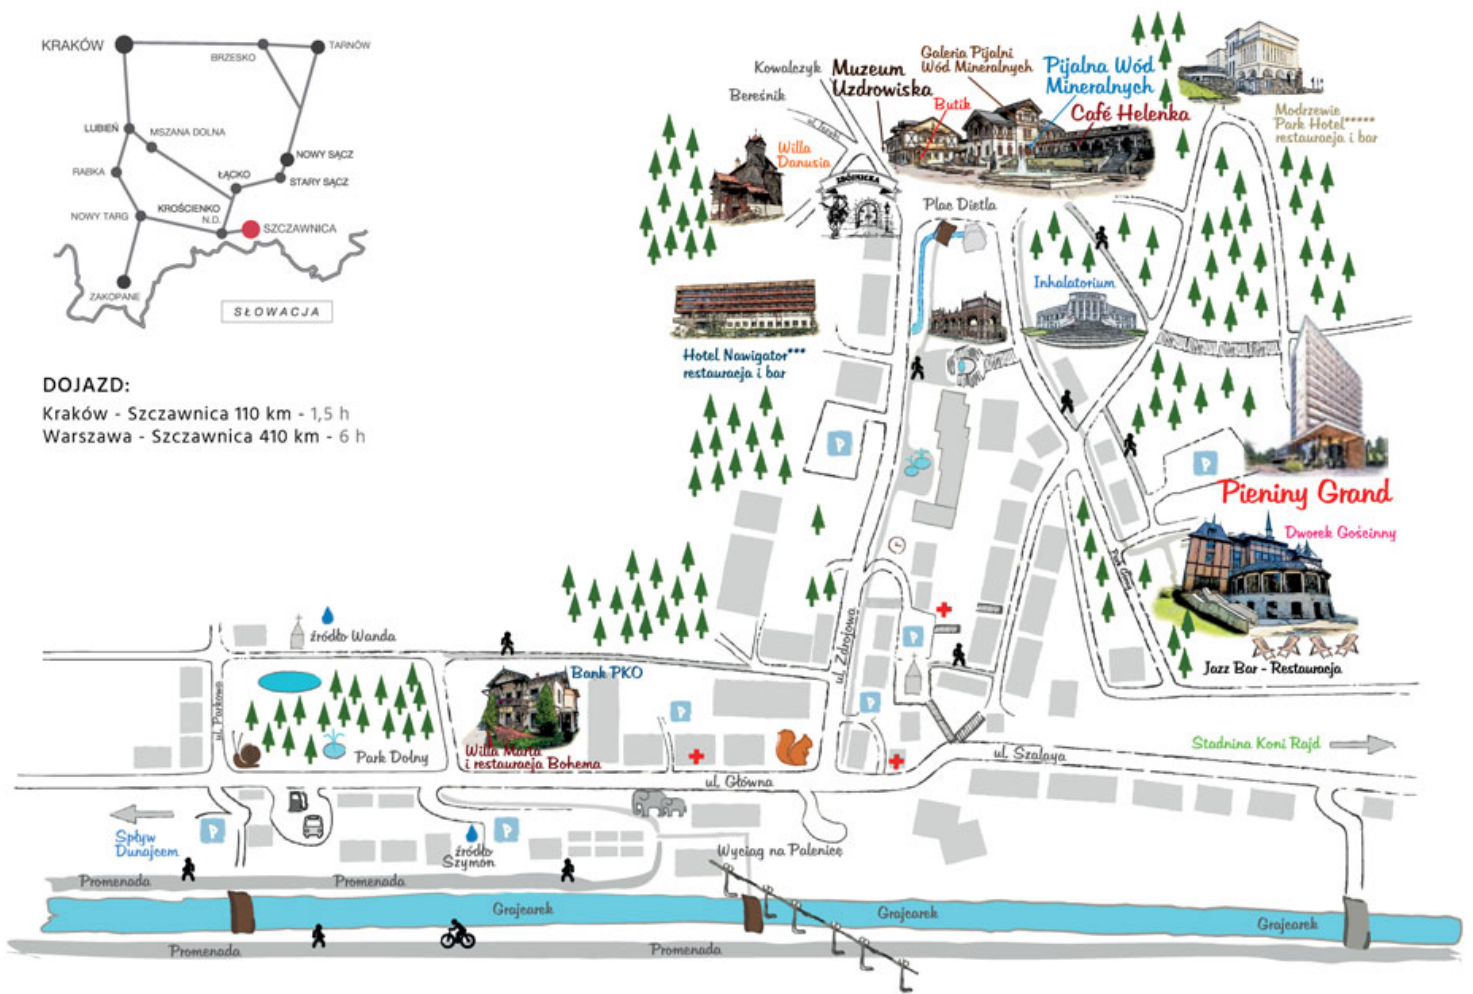 KRAKÓW
BRZESKO
TARNÓW
LUBIEŃ
MSZANA DOLNA
NOWY SĄCZ
RABKA
ŁĄCKO
STARY SĄCZ
NOWY TARG
KROŚCIENKO
N.D.
SZCZAWNICA
ZAKOPANE
SŁOWACJA
DOJAZD:
Kraków - Szczawnica 110 km - 1,5 h
Warszawa - Szczawnica 410 km - 6 h
Kowalczyk
Bereśnik
Muzeum
Uzdrowiska
Galeria Pijalni
Wód Mineralnych
Butik
Pijalna Wód
Mineralnych
Café Helenka
Modrzewie
Park Hotel*****
restauracja i bar
Willa
Danusia
Plac Dietla
Inhalatorium
Hotel Nawigator***
restauracja i bar
P
P
Pieniny Grand
Dworek Gościnny
Jazz Bar - Restauracja
ul. Zdrojowa
P
P
źródło Wanda
ul. Parkowa
Park Dolny
Bank PKO
Willa Marta
i restauracja Bohema
P
ul. Główna
ul. Szalaya
Stadnina Koni Rajd
Spływ
Dunajcem
P
P
źródło
Szymon
Wyciąg na Palenicę
Promenada
Promenada
Grajcarek
Grajcarek
Grajcarek
Promenada
Promenada